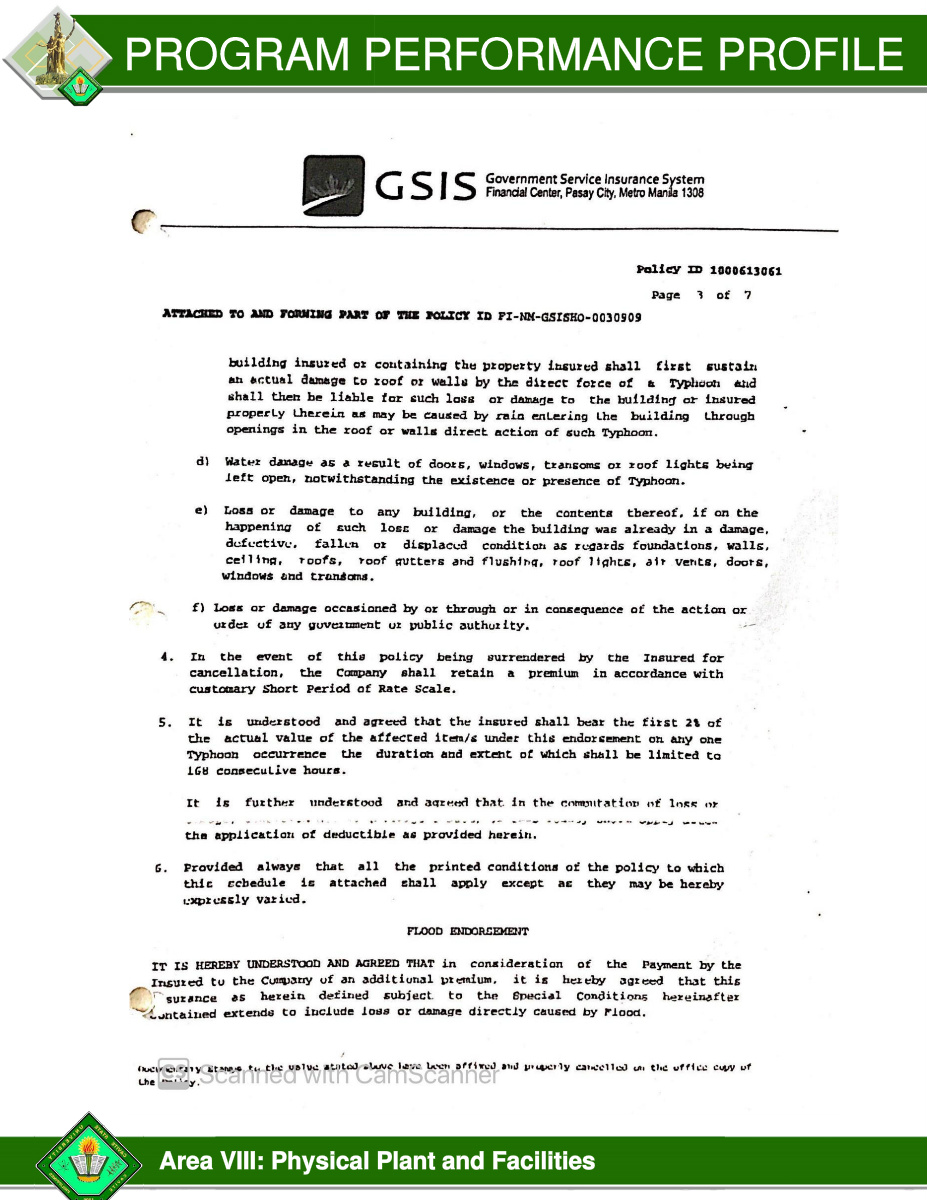 PROGRAM PERFORMANCE PROFILE
GSIS
Government Service Insurance System
Financial Center, Pasay City, Metro Manila 1308
Policy ID 1000613061
Page 3 of 7
ATTACHED TO AND FORMING PART OF THE POLICY ID FI-NM-GSISHO-0030909
building insured or containing the property insured shall first sustain
an actual damage to roof or walls by the direct force of a Typhoon and
shall then be liable for such loss or damage to the building or insured
property therein as may be caused by rain entering the building through
openings in the roof or walls direct action of such Typhoon.
d) Water damage as a result of doors, windows, transoms or roof lights being
left open, notwithstanding the existence or presence of Typhoon.
e) Loss or damage to any building, or the contents thereof, if on the
happening of such loss or damage the building was already in a damage,
defective, fallen or displaced condition as regards foundations, walls,
ceiling, roofs, roof gutters and flushing, roof lights, air vents, doors,
windows and transoms.
f) Loss or damage occasioned by or through or in consequence of the action or
order of any government or public authority.
4. In the event of this policy being surrendered by the Insured for
cancellation, the Company shall retain a premium in accordance with
customary Short Period of Rate Scale.
5. It is understood and agreed that the insured shall bear the first 2% of
the actual value of the affected item/s under this endorsement on any one
Typhoon occurrence the duration and extent of which shall be limited to
168 consecutive hours.
It is further understood and agreed that in the computation of loss or
the application of deductible as provided herein.
6. Provided always that all the printed conditions of the policy to which
this schedule is attached shall apply except as they may be hereby
expressly varied.
FLOOD ENDORSEMENT
IT IS HEREBY UNDERSTOOD AND AGREED THAT in consideration of the Payment by the
Insured to the Company of an additional premium, it is hereby agreed that this
surance as herein defined subject to the Special Conditions hereinafter
contained extends to include loss or damage directly caused by Flood.
Documentary Stamps to the value stated above have been affixed and properly cancelled on the office copy of
the Policy.
CS Scanned with CamScanner
Area VIII: Physical Plant and Facilities